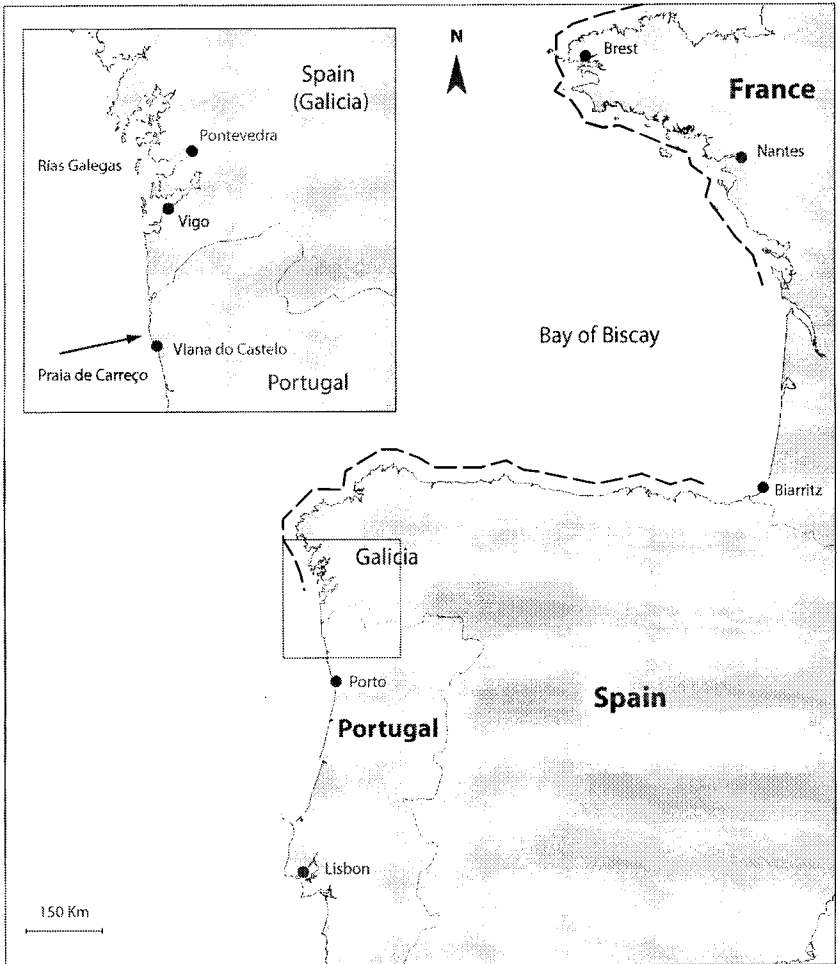 Spain
(Galicia)
Pontevedra
Rías Galegas
Vigo
Viana do Castelo
Praia de Carreço
Portugal
N
Brest
France
Nantes
Bay of Biscay
Biarritz
Galicia
Porto
Spain
Portugal
Lisbon
150 Km